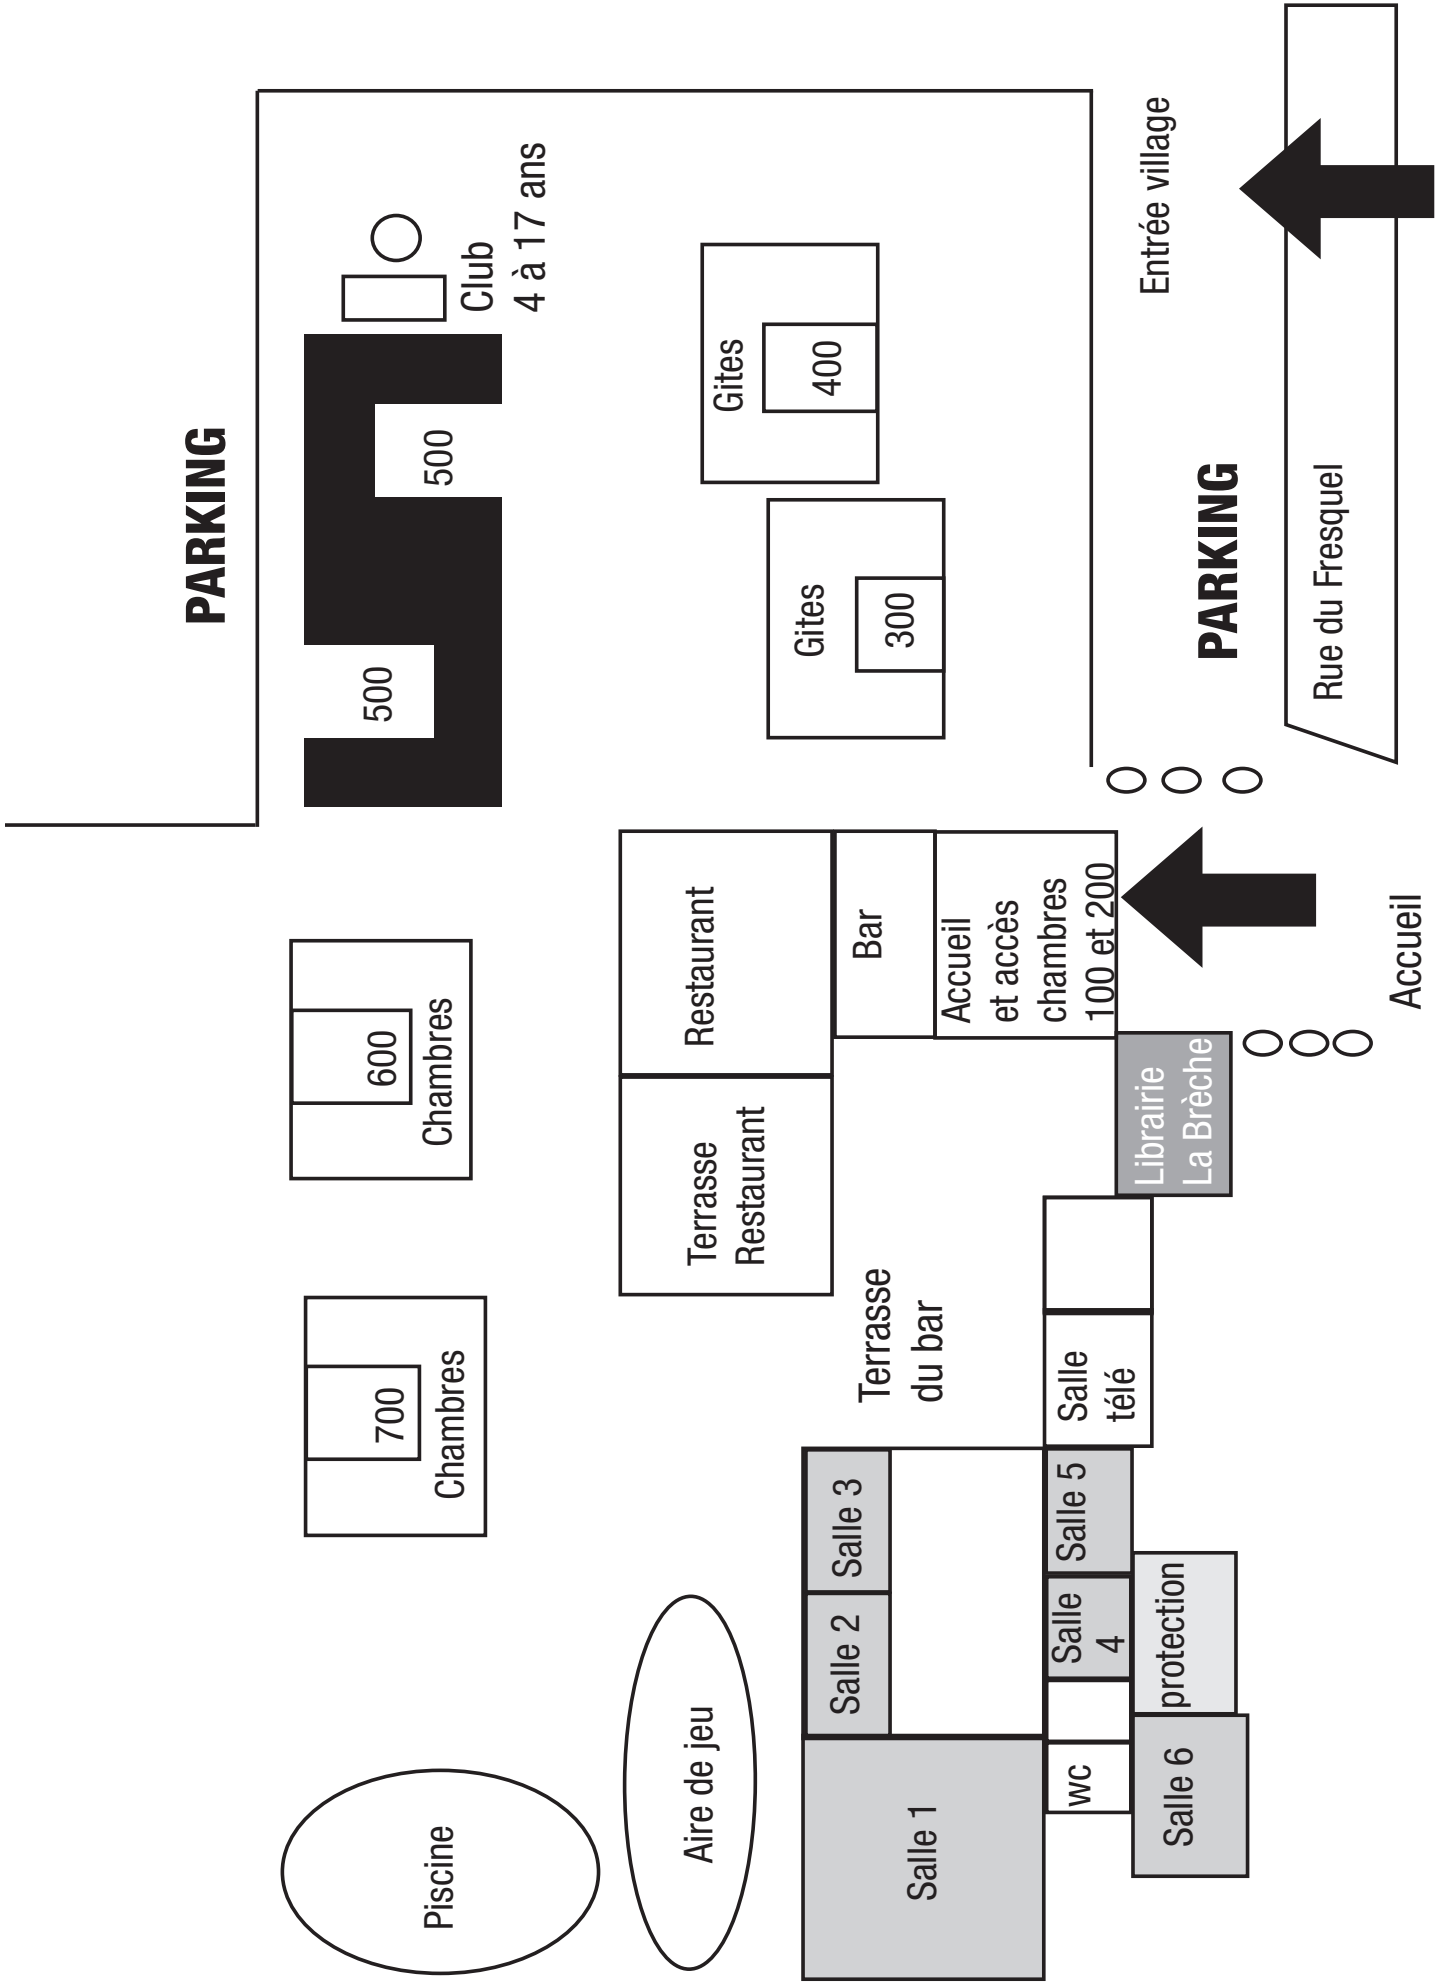 PARKING
500
500
Club
4 à 17 ans
600
Chambres
700
Chambres
Piscine
Gites
400
Gites
300
Restaurant
Terrasse
Restaurant
Aire de jeu
Bar
Terrasse
du bar
Salle 3
Salle 2
Salle 1
Accueil
et accès
chambres
100 et 200
Entrée village
PARKING
Librairie
La Brèche
Salle
télé
Salle 5
Salle
4
wc
protection
Salle 6
Rue du Fresquel
Accueil